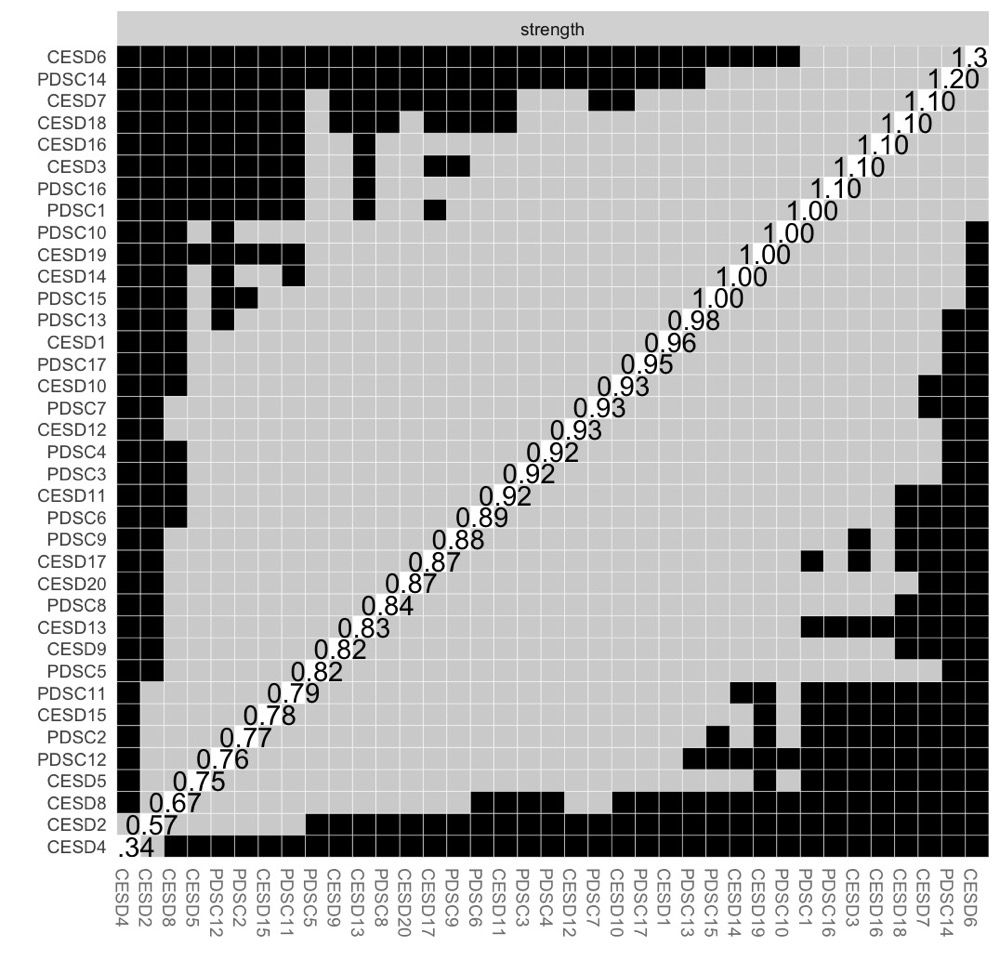 strength
CESD6 1.3
PDSC14 1.20
CESD7 1.10
CESD18 1.10
CESD16 1.10
CESD3 1.10
PDSC16 1.10
PDSC1 1.00
PDSC10 1.00
CESD19 1.00
CESD14 1.00
PDSC15 1.00
PDSC13 0.98
CESD1 0.96
PDSC17 0.95
CESD10 0.93
PDSC7 0.93
CESD12 0.93
PDSC4 0.92
PDSC3 0.92
CESD11 0.92
PDSC6 0.89
PDSC9 0.88
CESD17 0.87
CESD20 0.87
PDSC8 0.84
CESD13 0.83
CESD9 0.82
PDSC5 0.82
PDSC11 0.79
CESD15 0.78
PDSC2 0.77
PDSC12 0.76
CESD5 0.75
CESD8 0.67
CESD2 0.57
CESD4 .34
CESD4
CESD2
CESD8
CESD5
PDSC12
PDSC2
CESD15
PDSC11
PDSC5
CESD9
CESD13
PDSC8
CESD20
CESD17
PDSC9
PDSC6
CESD11
PDSC3
PDSC4
CESD12
PDSC7
CESD10
PDSC17
CESD1
PDSC13
PDSC15
CESD14
CESD19
PDSC10
PDSC1
PDSC16
CESD3
CESD16
CESD18
CESD7
PDSC14
CESD6